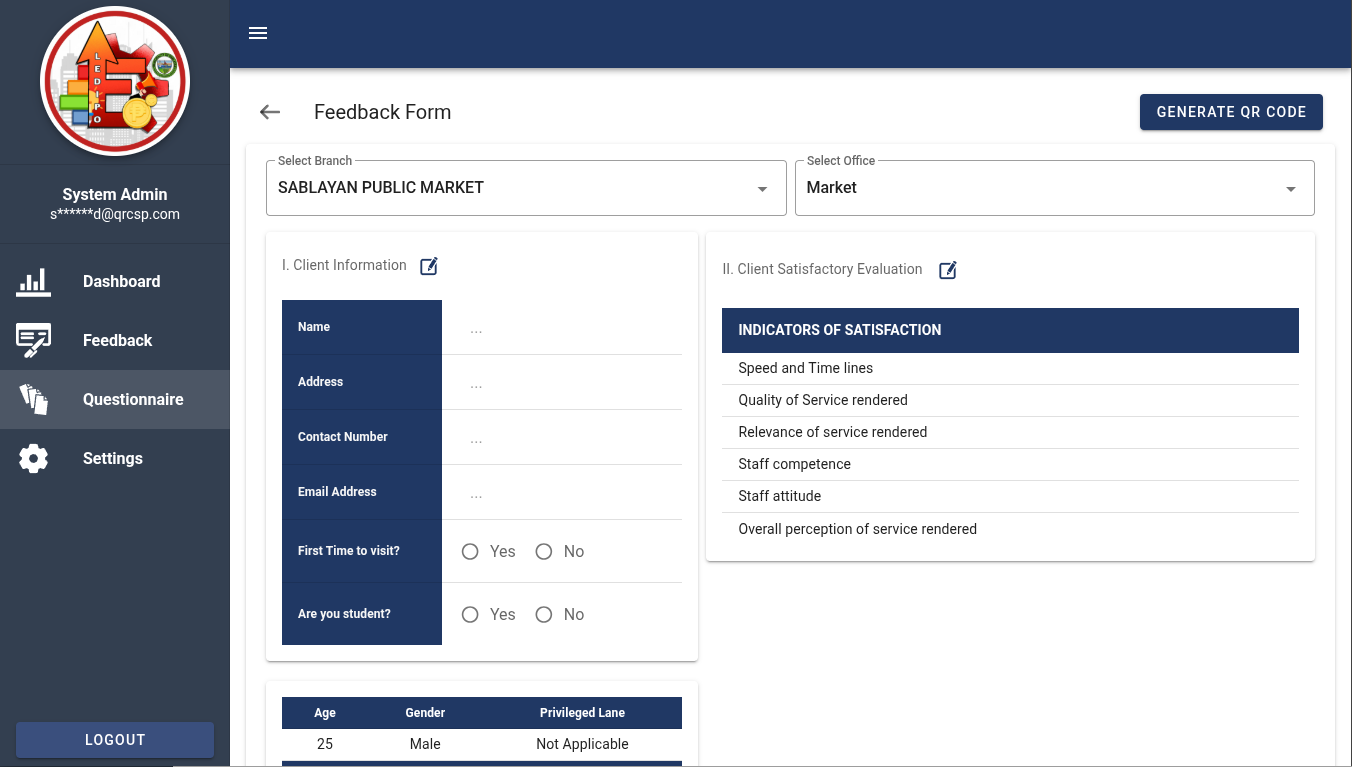 LEDIPO
System Admin
s******d@qrcsp.com
Dashboard
Feedback
Questionnaire
Settings
LOGOUT
Feedback Form
GENERATE QR CODE
Select Branch
SABLAYAN PUBLIC MARKET
Select Office
Market
I. Client Information
Name
...
Address
...
Contact Number
...
Email Address
...
First Time to visit?
Yes No
Are you student?
Yes No
Age Gender Privileged Lane
25 Male Not Applicable
II. Client Satisfactory Evaluation
INDICATORS OF SATISFACTION
Speed and Time lines
Quality of Service rendered
Relevance of service rendered
Staff competence
Staff attitude
Overall perception of service rendered